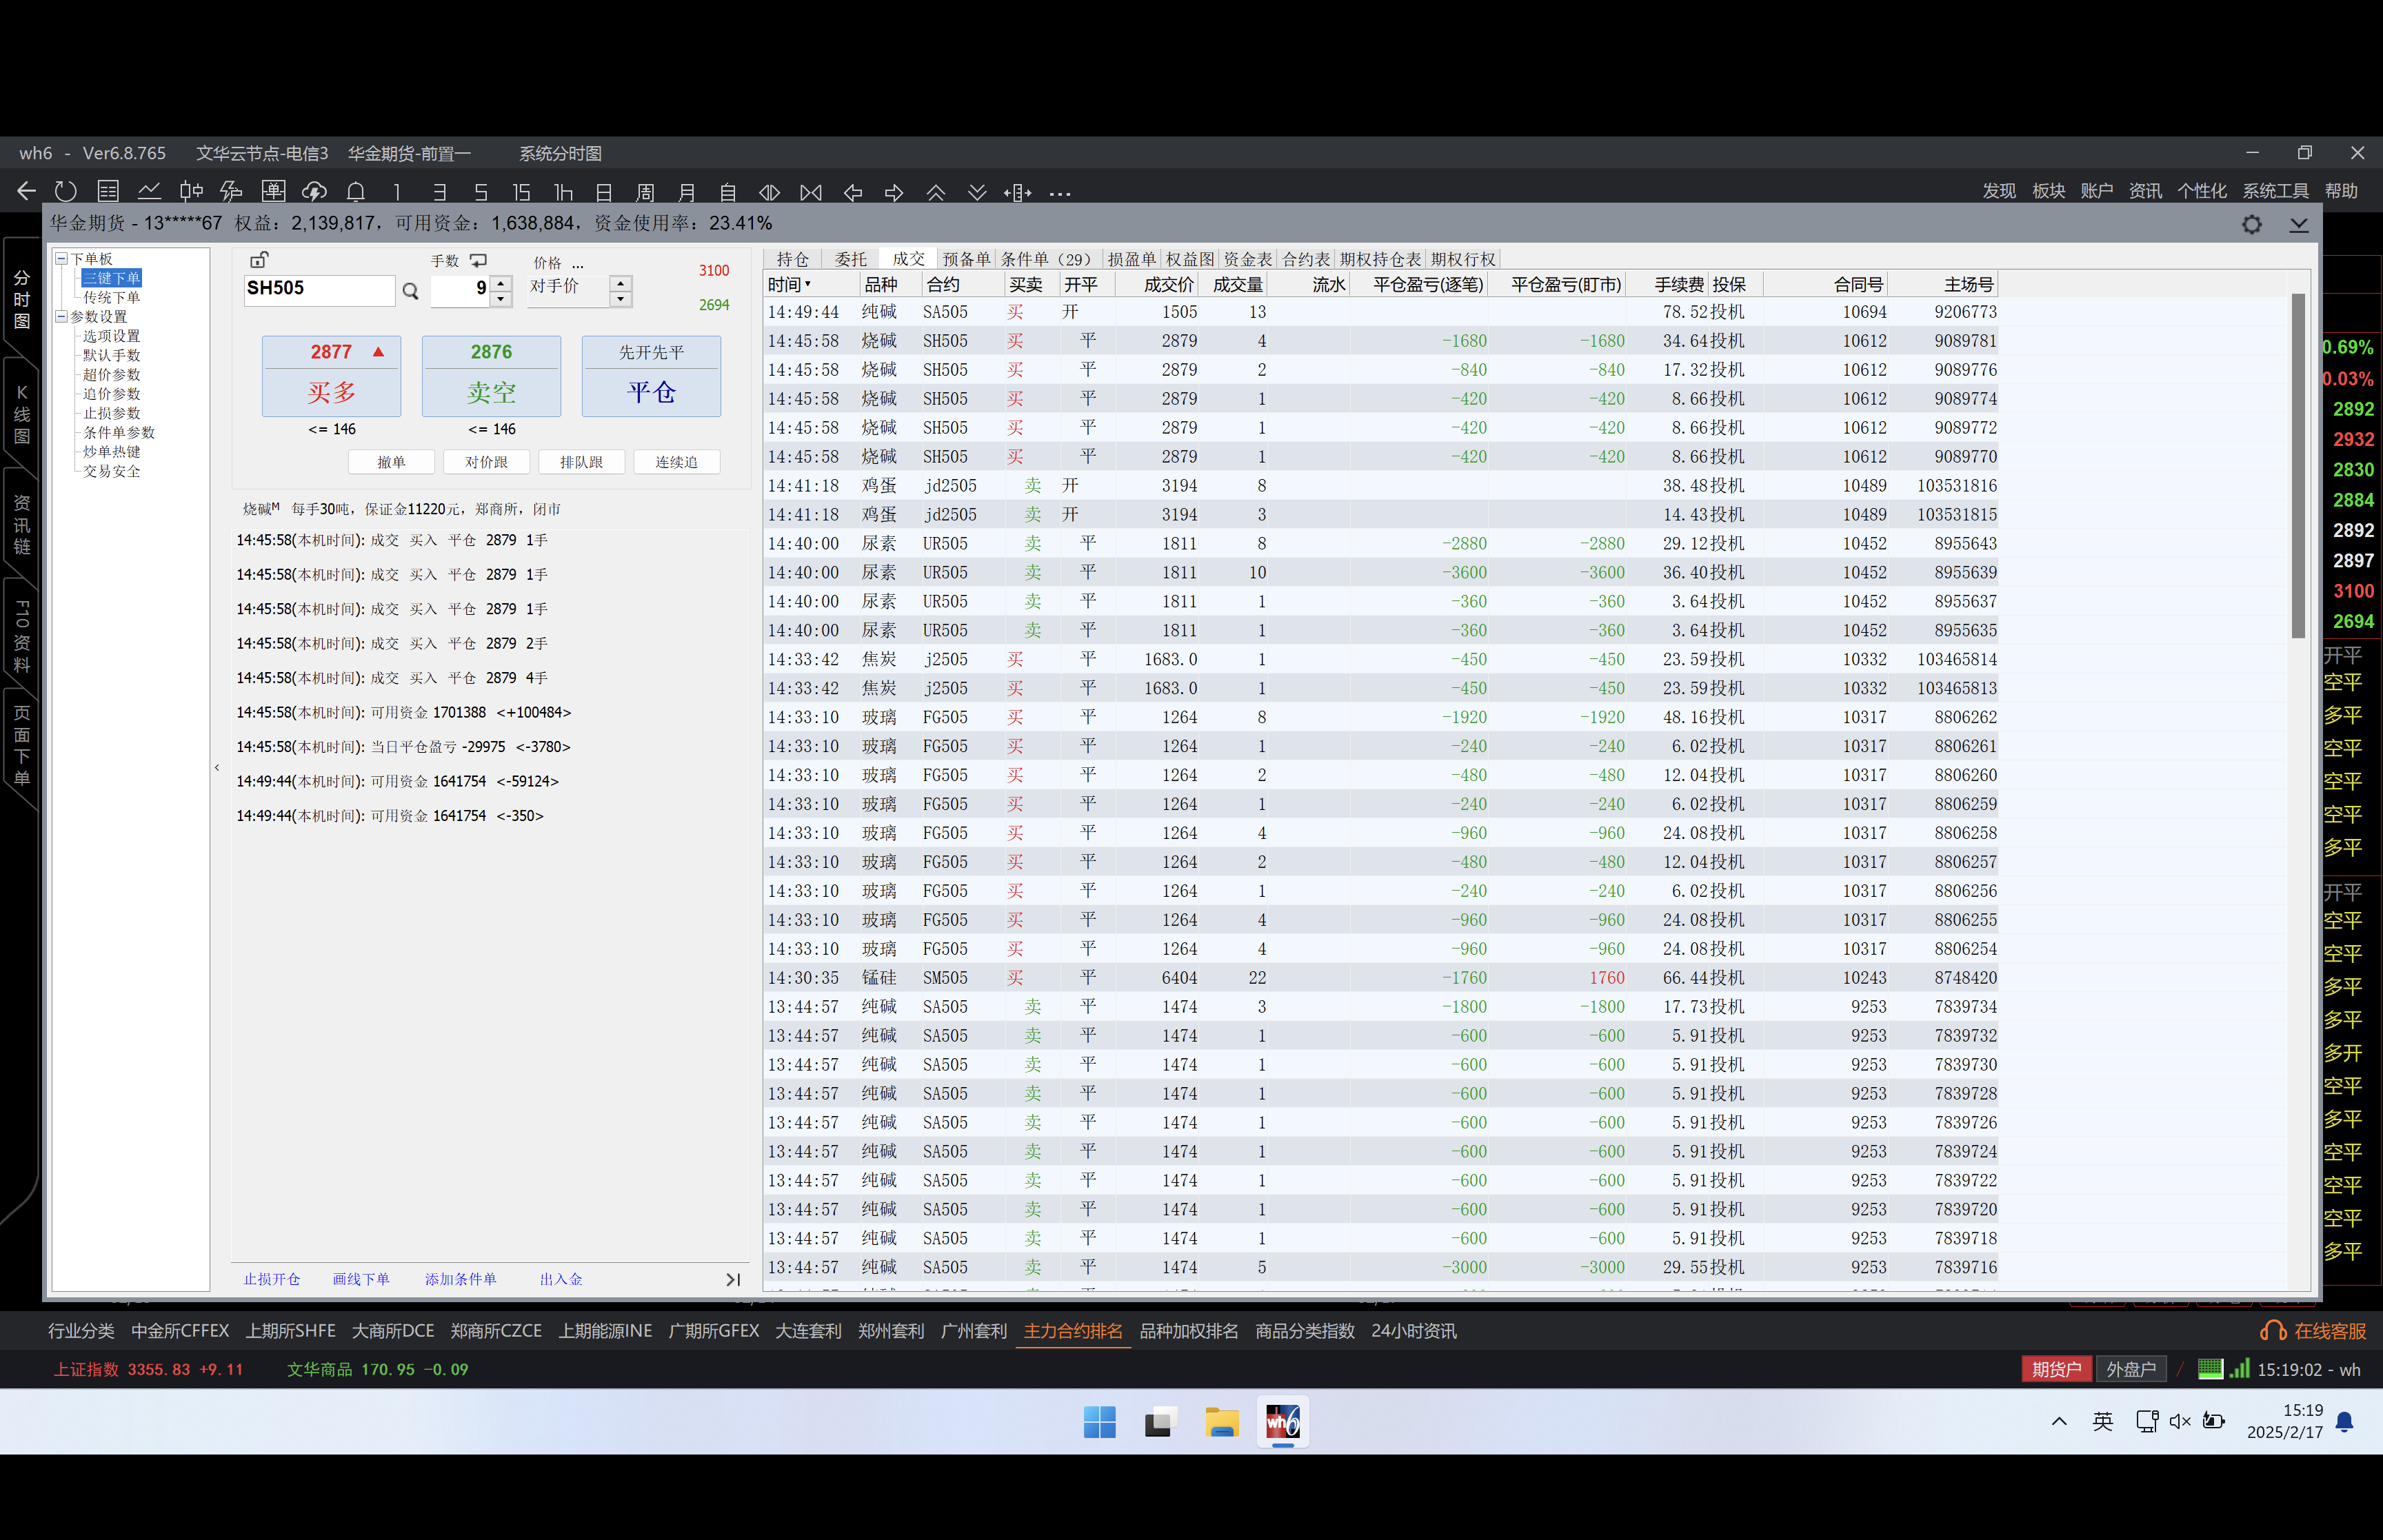 wh6 - Ver6.8.765 文华云节点-电信3 华金期货-前置一 系统分时图
1 3 5 15 1h 日 周 月 自 ... 发现 板块 账户 资讯 个性化 系统工具 帮助
华金期货 - 13*****67 权益：2,139,817，可用资金：1,638,884，资金使用率：23.41%
分时图
K线图
资讯链
F10资料
页面下单
下单板
三键下单
传统下单
参数设置
选项设置
默认手数
超价参数
追价参数
止损参数
条件单参数
炒单热键
交易安全
手数 价格 ...
SH505 9 对手价
3100
2694
2877 2876 先开先平
买多 卖空 平仓
<= 146 <= 146
撤单 对价跟 排队跟 连续追
烧碱M 每手30吨，保证金11220元，郑商所，闭市
14:45:58(本机时间): 成交 买入 平仓 2879 1手
14:45:58(本机时间): 成交 买入 平仓 2879 1手
14:45:58(本机时间): 成交 买入 平仓 2879 1手
14:45:58(本机时间): 成交 买入 平仓 2879 2手
14:45:58(本机时间): 成交 买入 平仓 2879 4手
14:45:58(本机时间): 可用资金 1701388 <+100484>
14:45:58(本机时间): 当日平仓盈亏 -29975 <-3780>
14:49:44(本机时间): 可用资金 1641754 <-59124>
14:49:44(本机时间): 可用资金 1641754 <-350>
止损开仓 画线下单 添加条件单 出入金
持仓 委托 成交 预备单 条件单（29） 损盈单 权益图 资金表 合约表 期权持仓表 期权行权
时间 品种 合约 买卖 开平 成交价 成交量 流水 平仓盈亏(逐笔) 平仓盈亏(盯市) 手续费 投保 合同号 主场号
14:49:44 纯碱 SA505 买 开 1505 13 78.52 投机 10694 9206773
14:45:58 烧碱 SH505 买 平 2879 4 -1680 -1680 34.64 投机 10612 9089781
14:45:58 烧碱 SH505 买 平 2879 2 -840 -840 17.32 投机 10612 9089776
14:45:58 烧碱 SH505 买 平 2879 1 -420 -420 8.66 投机 10612 9089774
14:45:58 烧碱 SH505 买 平 2879 1 -420 -420 8.66 投机 10612 9089772
14:45:58 烧碱 SH505 买 平 2879 1 -420 -420 8.66 投机 10612 9089770
14:41:18 鸡蛋 jd2505 卖 开 3194 8 38.48 投机 10489 103531816
14:41:18 鸡蛋 jd2505 卖 开 3194 3 14.43 投机 10489 103531815
14:40:00 尿素 UR505 卖 平 1811 8 -2880 -2880 29.12 投机 10452 8955643
14:40:00 尿素 UR505 卖 平 1811 10 -3600 -3600 36.40 投机 10452 8955639
14:40:00 尿素 UR505 卖 平 1811 1 -360 -360 3.64 投机 10452 8955637
14:40:00 尿素 UR505 卖 平 1811 1 -360 -360 3.64 投机 10452 8955635
14:33:42 焦炭 j2505 买 平 1683.0 1 -450 -450 23.59 投机 10332 103465814
14:33:42 焦炭 j2505 买 平 1683.0 1 -450 -450 23.59 投机 10332 103465813
14:33:10 玻璃 FG505 买 平 1264 8 -1920 -1920 48.16 投机 10317 8806262
14:33:10 玻璃 FG505 买 平 1264 1 -240 -240 6.02 投机 10317 8806261
14:33:10 玻璃 FG505 买 平 1264 2 -480 -480 12.04 投机 10317 8806260
14:33:10 玻璃 FG505 买 平 1264 1 -240 -240 6.02 投机 10317 8806259
14:33:10 玻璃 FG505 买 平 1264 4 -960 -960 24.08 投机 10317 8806258
14:33:10 玻璃 FG505 买 平 1264 2 -480 -480 12.04 投机 10317 8806257
14:33:10 玻璃 FG505 买 平 1264 1 -240 -240 6.02 投机 10317 8806256
14:33:10 玻璃 FG505 买 平 1264 4 -960 -960 24.08 投机 10317 8806255
14:33:10 玻璃 FG505 买 平 1264 4 -960 -960 24.08 投机 10317 8806254
14:30:35 锰硅 SM505 买 平 6404 22 -1760 1760 66.44 投机 10243 8748420
13:44:57 纯碱 SA505 卖 平 1474 3 -1800 -1800 17.73 投机 9253 7839734
13:44:57 纯碱 SA505 卖 平 1474 1 -600 -600 5.91 投机 9253 7839732
13:44:57 纯碱 SA505 卖 平 1474 1 -600 -600 5.91 投机 9253 7839730
13:44:57 纯碱 SA505 卖 平 1474 1 -600 -600 5.91 投机 9253 7839728
13:44:57 纯碱 SA505 卖 平 1474 1 -600 -600 5.91 投机 9253 7839726
13:44:57 纯碱 SA505 卖 平 1474 1 -600 -600 5.91 投机 9253 7839724
13:44:57 纯碱 SA505 卖 平 1474 1 -600 -600 5.91 投机 9253 7839722
13:44:57 纯碱 SA505 卖 平 1474 1 -600 -600 5.91 投机 9253 7839720
13:44:57 纯碱 SA505 卖 平 1474 1 -600 -600 5.91 投机 9253 7839718
13:44:57 纯碱 SA505 卖 平 1474 5 -3000 -3000 29.55 投机 9253 7839716
0.69%
0.03%
2892
2932
2830
2884
2892
2897
3100
2694
开平
空平
多平
空平
空平
空平
多平
开平
空平
空平
多平
多平
多开
空平
多平
空平
空平
空平
多平
行业分类 中金所CFFEX 上期所SHFE 大商所DCE 郑商所CZCE 上期能源INE 广期所GFEX 大连套利 郑州套利 广州套利 主力合约排名 品种加权排名 商品分类指数 24小时资讯 在线客服
上证指数 3355.83 +9.11 文华商品 170.95 -0.09 期货户 外盘户 15:19:02 - wh
wh6 英 15:19
2025/2/17